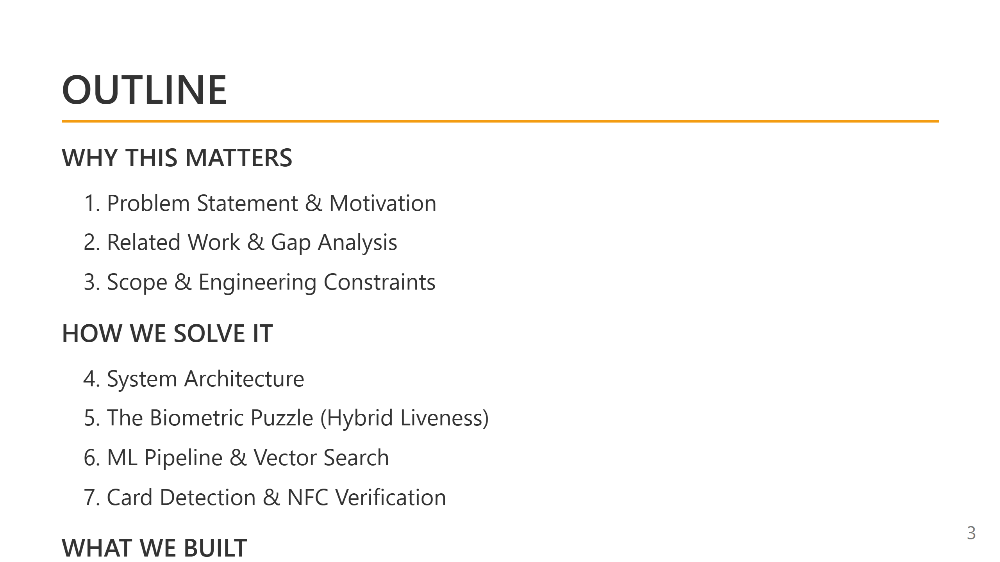 OUTLINE
WHY THIS MATTERS
1. Problem Statement & Motivation
2. Related Work & Gap Analysis
3. Scope & Engineering Constraints
HOW WE SOLVE IT
4. System Architecture
5. The Biometric Puzzle (Hybrid Liveness)
6. ML Pipeline & Vector Search
7. Card Detection & NFC Verification
WHAT WE BUILT
3